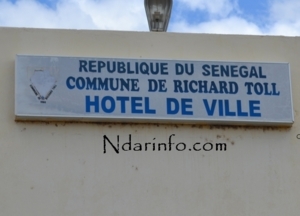 REPUBLIQUE DU SENEGAL
COMMUNE DE RICHARD TOLL
HOTEL DE VILLE
Ndarinfo.com